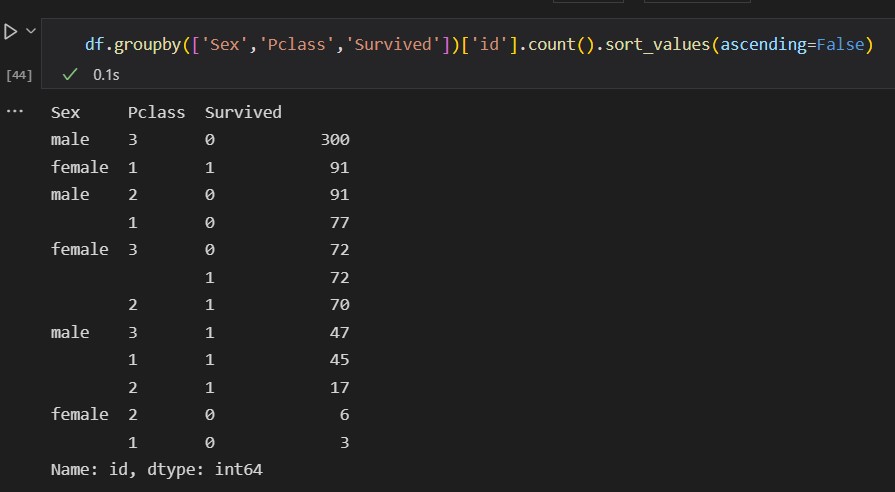 df.groupby(['Sex','Pclass','Survived'])['id'].count().sort_values(ascending=False)
[44] 0.1s
... Sex Pclass Survived
male 3 0 300
female 1 1 91
male 2 0 91
1 0 77
female 3 0 72
1 72
2 1 70
male 3 1 47
1 1 45
2 1 17
female 2 0 6
1 0 3
Name: id, dtype: int64